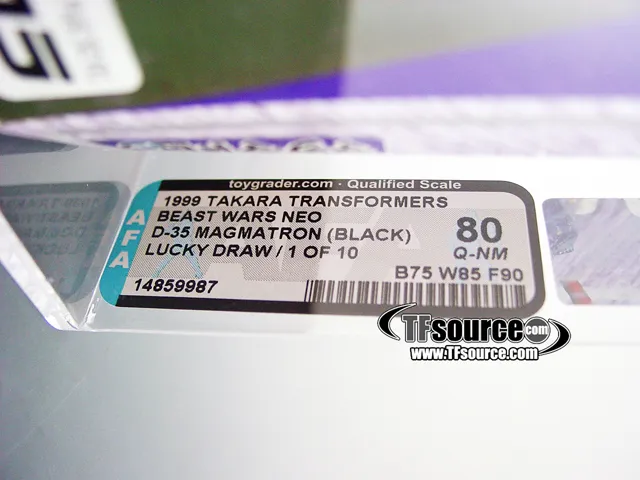 95
toygrader.com · Qualified Scale
AFA
1999 TAKARA TRANSFORMERS
BEAST WARS NEO
D-35 MAGMATRON (BLACK)
LUCKY DRAW / 1 OF 10
80
Q-NM
B75 W85 F90
14859987
TFsource.com
www.TFsource.com